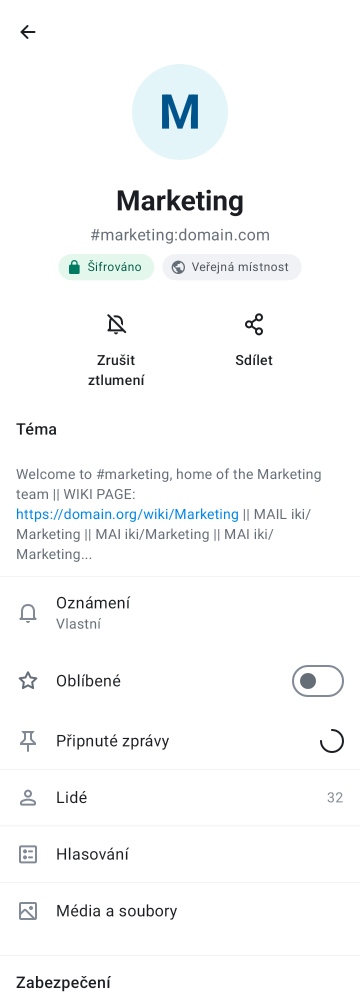 M
Marketing
#marketing:domain.com
Šifrováno
Veřejná místnost
Zrušit
ztlumení
Sdílet
Téma
Welcome to #marketing, home of the Marketing
team || WIKI PAGE:
https://domain.org/wiki/Marketing || MAIL iki/
Marketing || MAI iki/Marketing || MAI iki/
Marketing...
Oznámení
Vlastní
Oblíbené
Připnuté zprávy
Lidé 32
Hlasování
Média a soubory
Zabezpečení